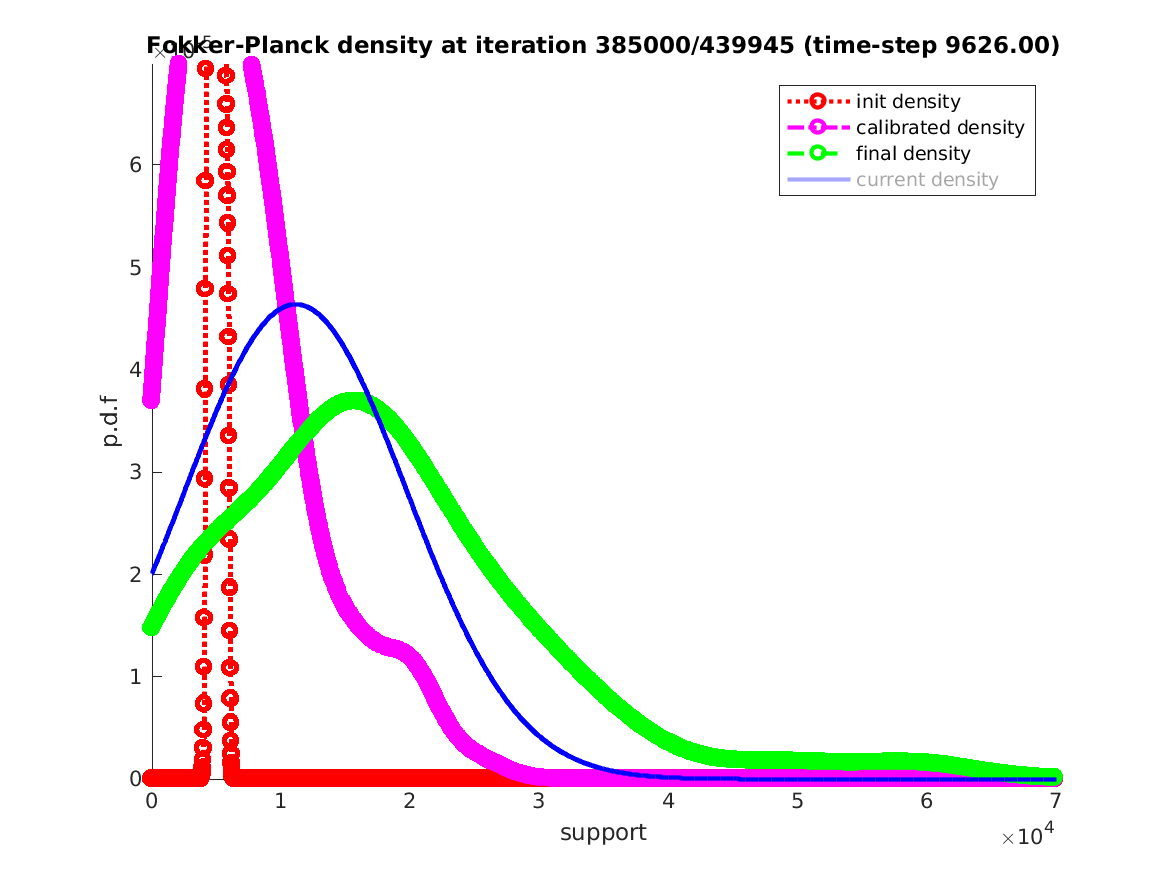 Fokker-Planck density at iteration 385000/439945 (time-step 9626.00)
init density
calibrated density
final density
current density
6
5
4
3
2
1
0
p.d.f
0 1 2 3 4 5 6 7
support
×10^4